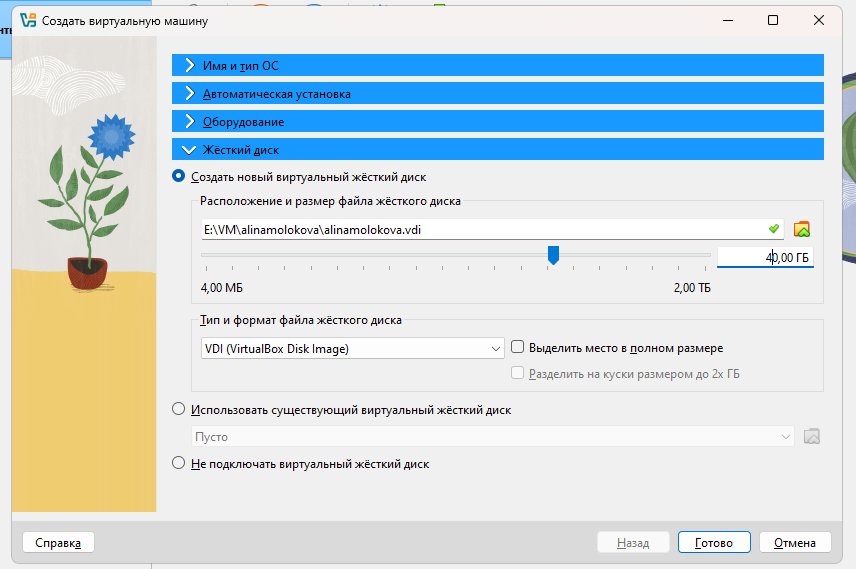 Создать виртуальную машину
Имя и тип ОС
Автоматическая установка
Оборудование
Жёсткий диск
Создать новый виртуальный жёсткий диск
Расположение и размер файла жёсткого диска
E:\VM\alinamolokova\alinamolokova.vdi
40,00 ГБ
4,00 МБ 2,00 ТБ
Тип и формат файла жёсткого диска
VDI (VirtualBox Disk Image) Выделить место в полном размере
Разделить на куски размером до 2х ГБ
Использовать существующий виртуальный жёсткий диск
Пусто
Не подключать виртуальный жёсткий диск
Справка Назад Готово Отмена